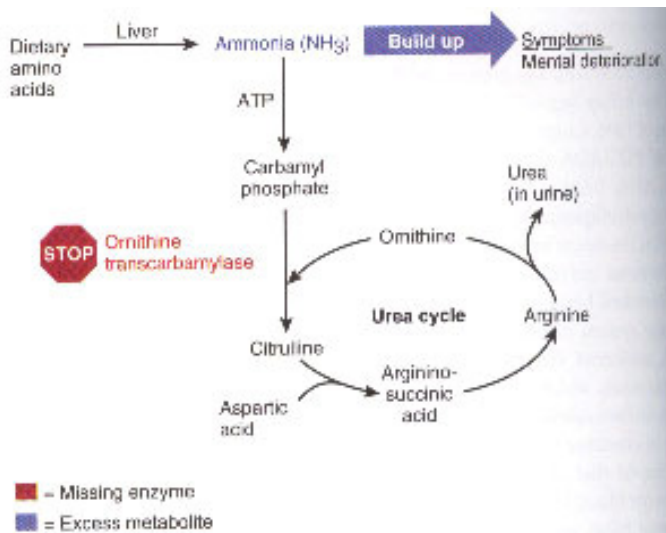 Dietary
amino
acids
Liver
Ammonia (NH3)
Build up
Symptoms
Mental deterioration
ATP
Carbamyl
phosphate
Urea
(in urine)
STOP
Ornithine
transcarbamylase
Ornithine
Urea cycle
Arginine
Citrulline
Aspartic
acid
Arginino-
succinic
acid
= Missing enzyme
= Excess metabolite